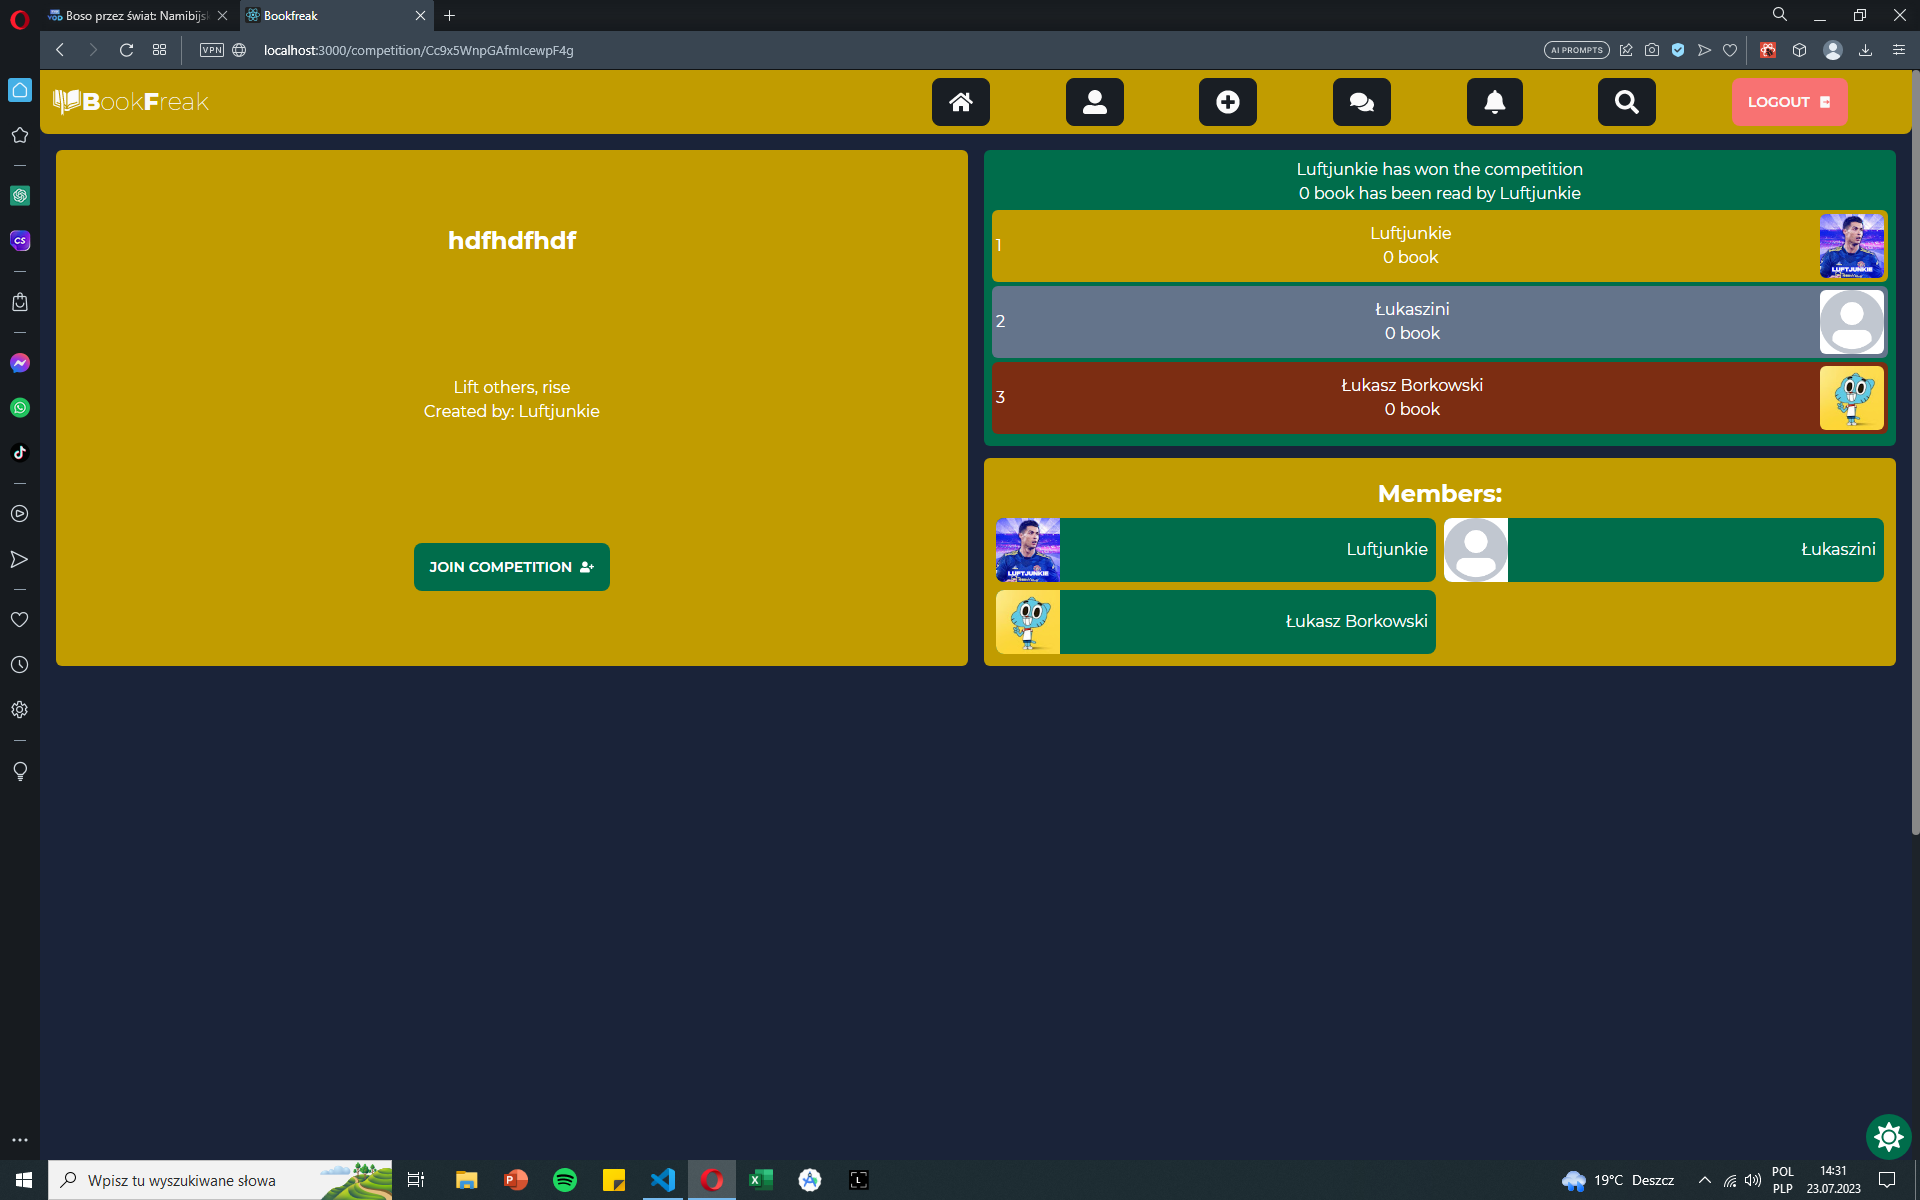 Boso przez świat: Namibijsk
Bookfreak
VPN
localhost:3000/competition/Cc9x5WnpGAfmIcewpF4g
AI PROMPTS
BookFreak
LOGOUT
hdfhdfhdf
Lift others, rise
Created by: Luftjunkie
JOIN COMPETITION
Luftjunkie has won the competition
0 book has been read by Luftjunkie
1
Luftjunkie
0 book
LUFTJUNKIE
2
Łukaszini
0 book
3
Łukasz Borkowski
0 book
Members:
LUFTJUNKIE
Luftjunkie
Łukaszini
Łukasz Borkowski
CS
Wpisz tu wyszukiwane słowa
19°C Deszcz
POL
PLP
14:31
23.07.2023